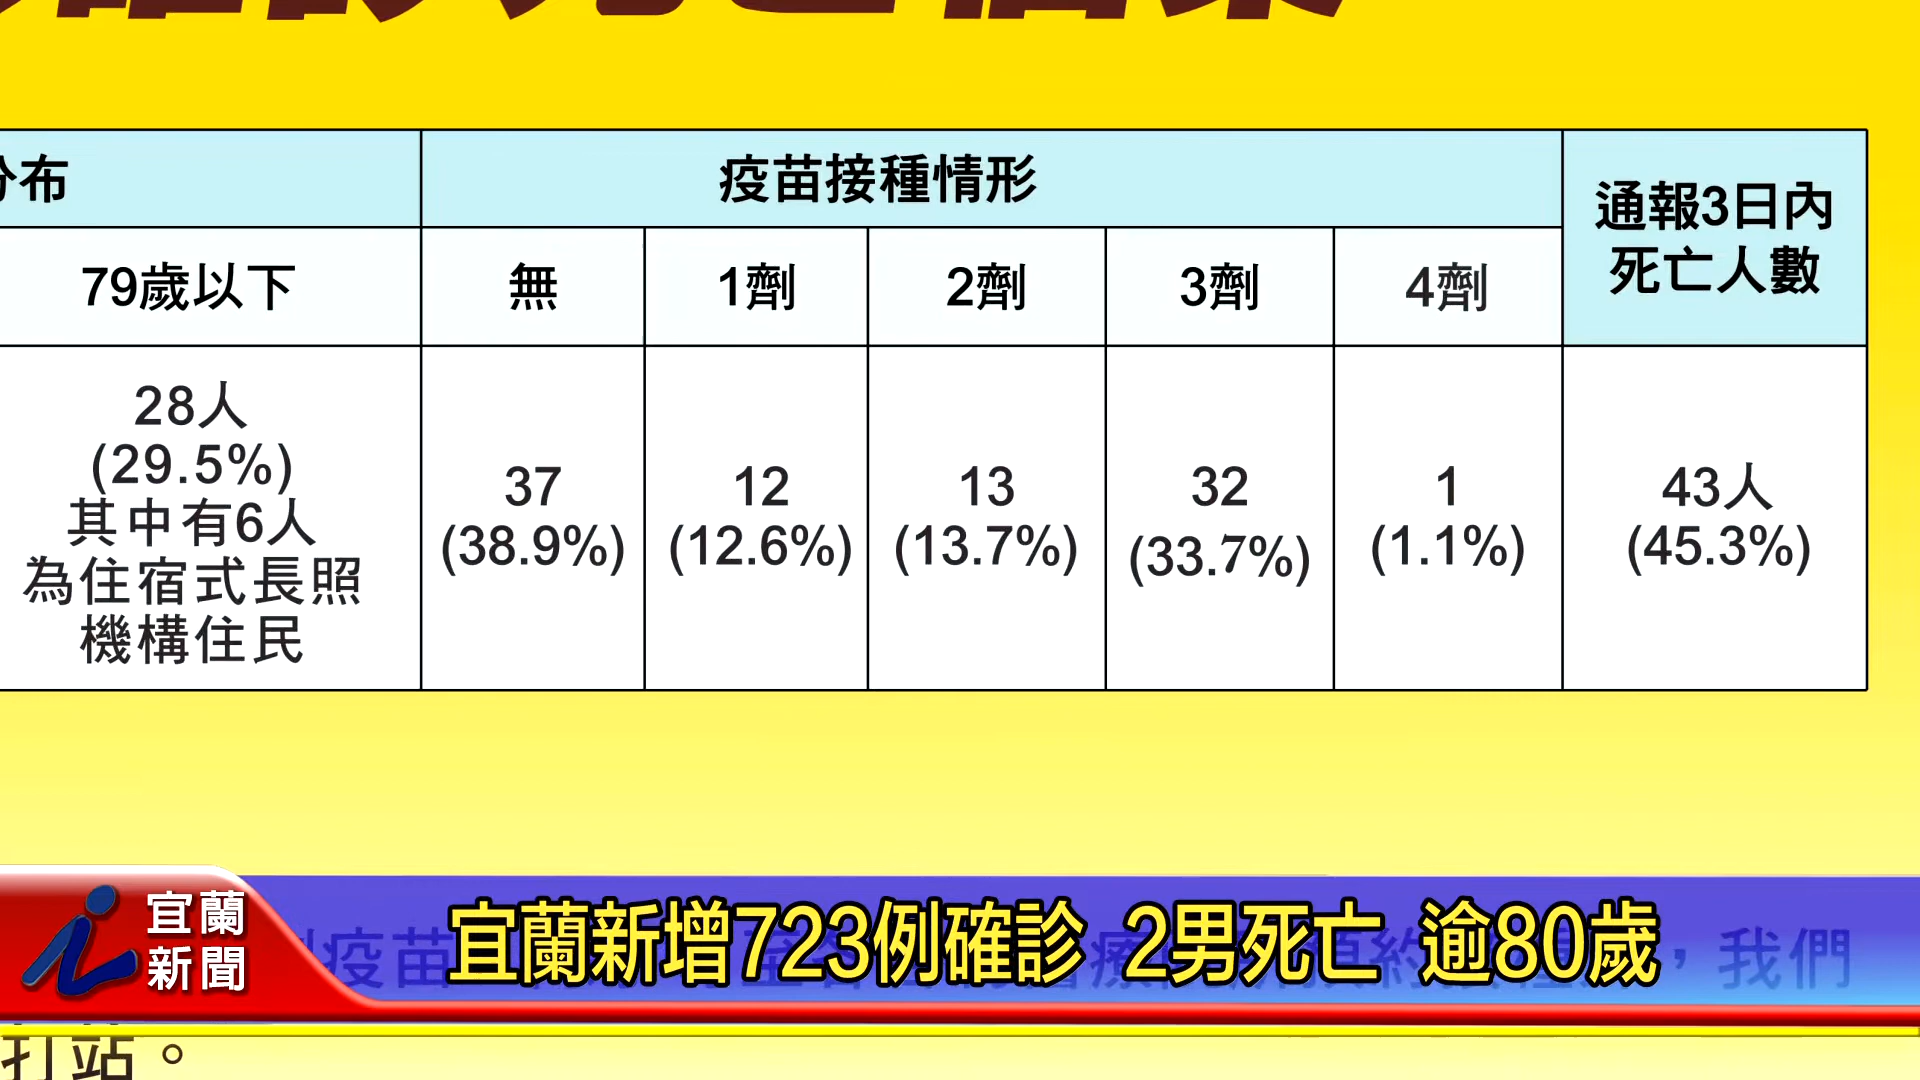 分布
疫苗接種情形
通報3日內
死亡人數
79歲以下
無
1劑
2劑
3劑
4劑
28人
(29.5%)
其中有6人
為住宿式長照
機構住民
37
(38.9%)
12
(12.6%)
13
(13.7%)
32
(33.7%)
1
(1.1%)
43人
(45.3%)
宜蘭
新聞
宜蘭新增723例確診 2男死亡 逾80歲
疫苗
，我們
打站。